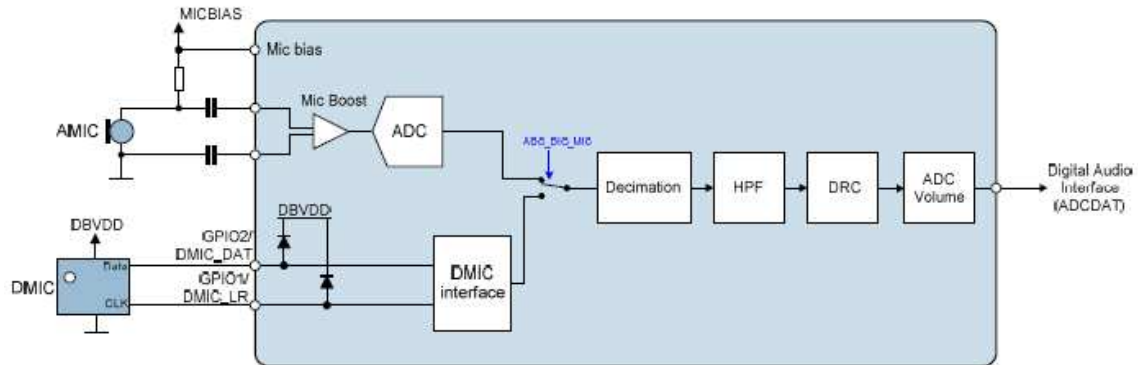 MICBIAS
Mic bias
Mic Boost
AMIC
ADC
Decimation
HPF
DRC
ADC
Volume
Digital Audio
Interface
(ADCDAT)
DBVDD
DBVDD
GPIO2/
DMIC_DAT
GPIO1/
DMIC_LR
Data
CLK
DMIC
DMIC
interface